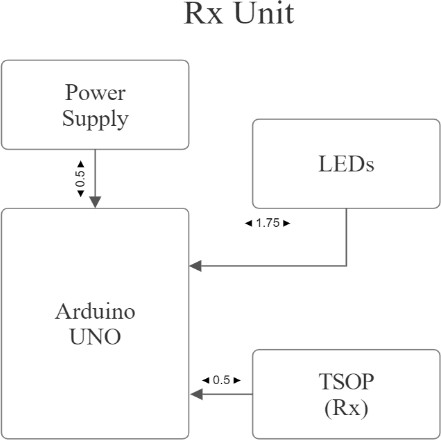 Rx Unit
Power
Supply
0.5
LEDs
1.75
Arduino
UNO
0.5
TSOP
(Rx)